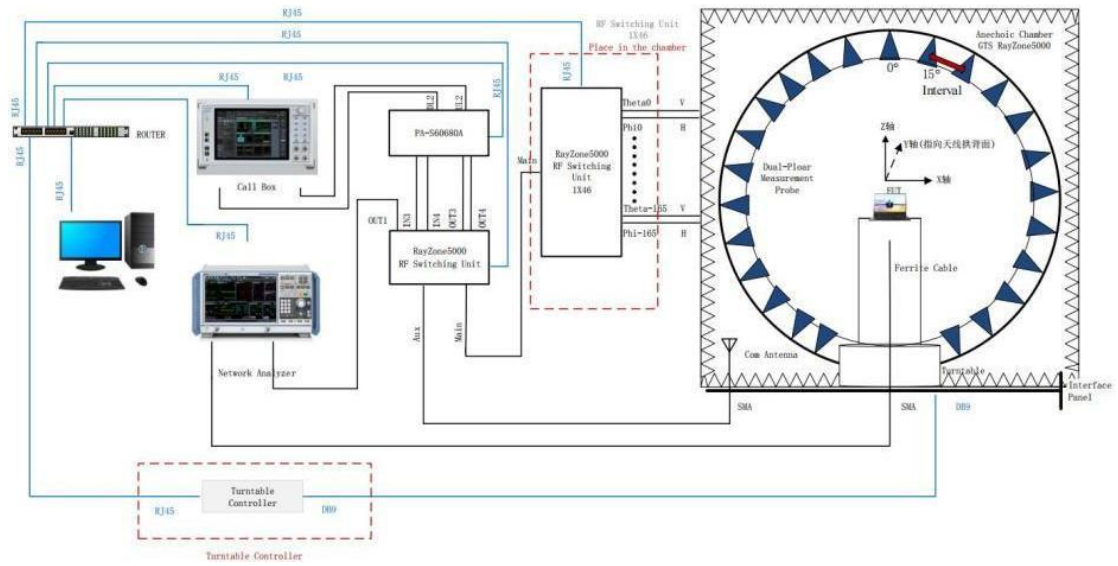 RJ45
RJ45
RJ45
RJ45
RJ45
RJ45
RJ45
RJ45
RJ45
ROUTER
RJ45
RJ45
RJ45
Call Box
PA-S60680A
OUT1
IN3
IN4
OUT3
OUT4
RayZone5000
RF Switching Unit
Network Analyzer
Aux
Main
Main
RF Switching Unit
1X46
Place in the chamber
RayZone5000
RF Switching
Unit
1X46
Theta0 V
Phi0 H
Theta-165 V
Phi-165 H
Anechoic Chamber
GTS RayZone5000
0°
15°
Interval
Z轴
Y轴(指向天线拱背面)
X轴
EUT
Dual-Ploar
Measurement
Probe
Ferrite Cable
Com Antenna
Turntable
Interface
Panel
SMA
SMA
DB9
Turntable
Controller
RJ45
DB9
Turntable Controller